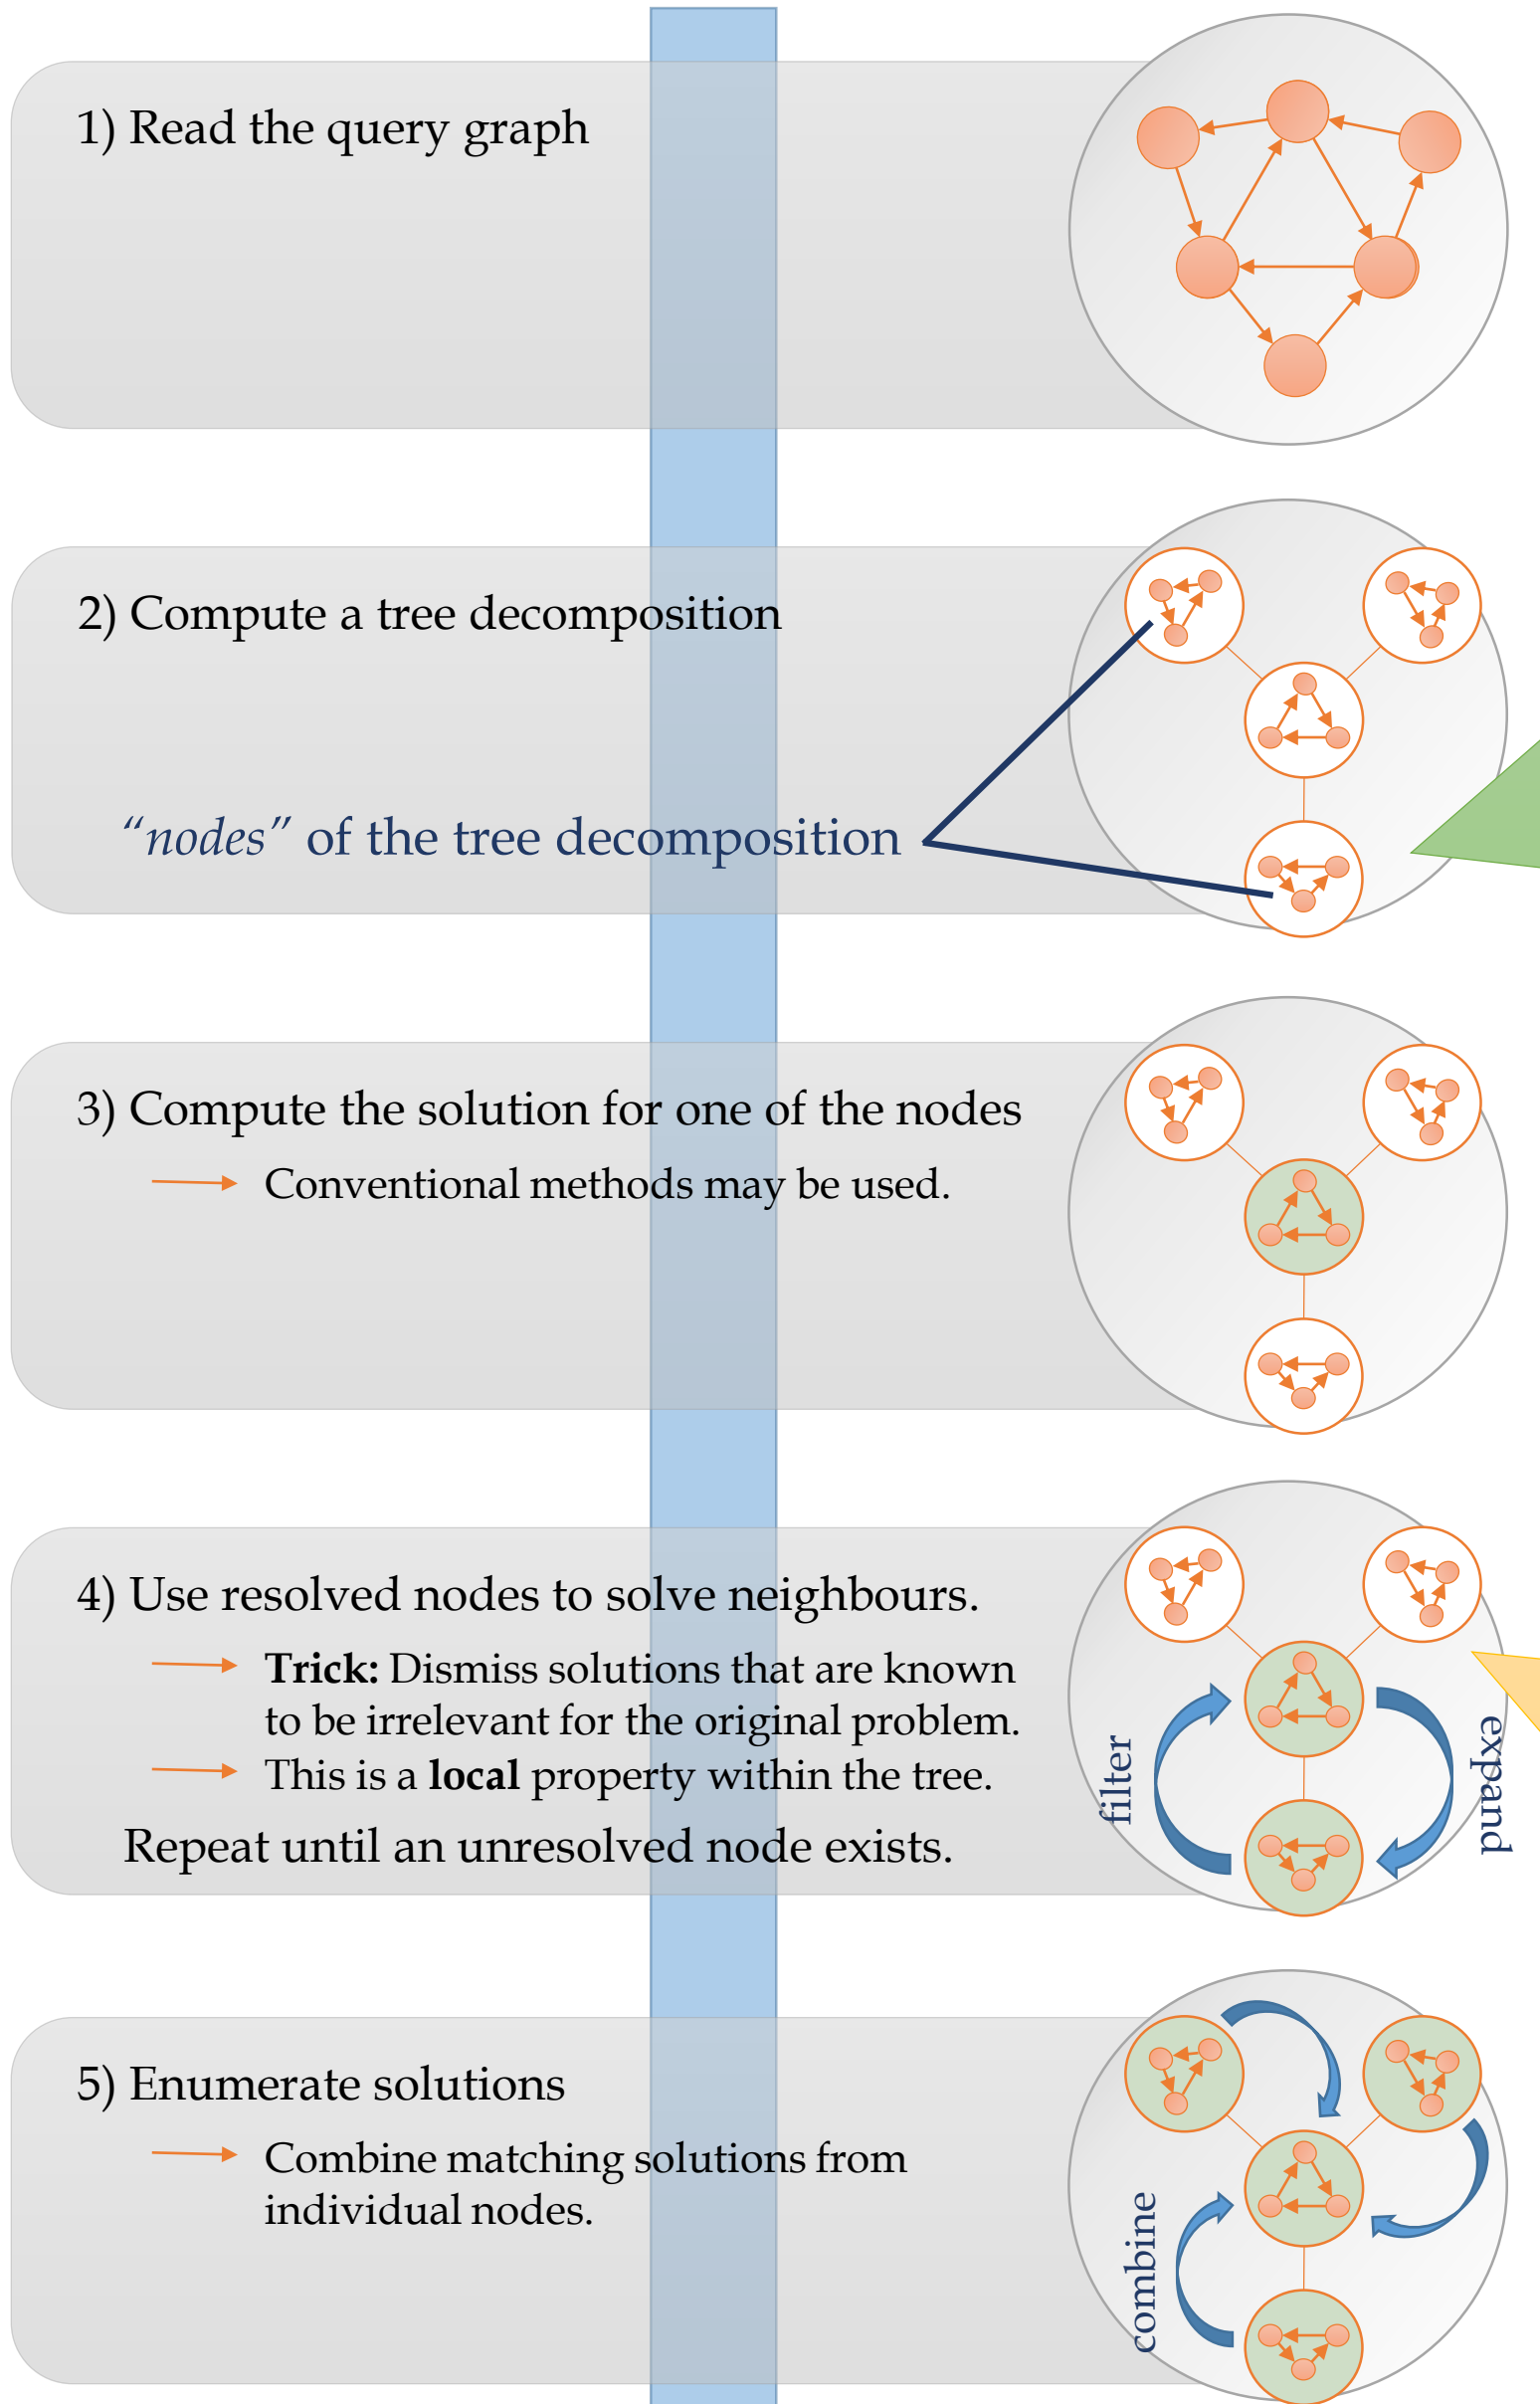 1) Read the query graph
2) Compute a tree decomposition
“nodes” of the tree decomposition
3) Compute the solution for one of the nodes
Conventional methods may be used.
4) Use resolved nodes to solve neighbours.
Trick: Dismiss solutions that are known
to be irrelevant for the original problem.
This is a local property within the tree.
Repeat until an unresolved node exists.
filter
expand
5) Enumerate solutions
Combine matching solutions from
individual nodes.
combine